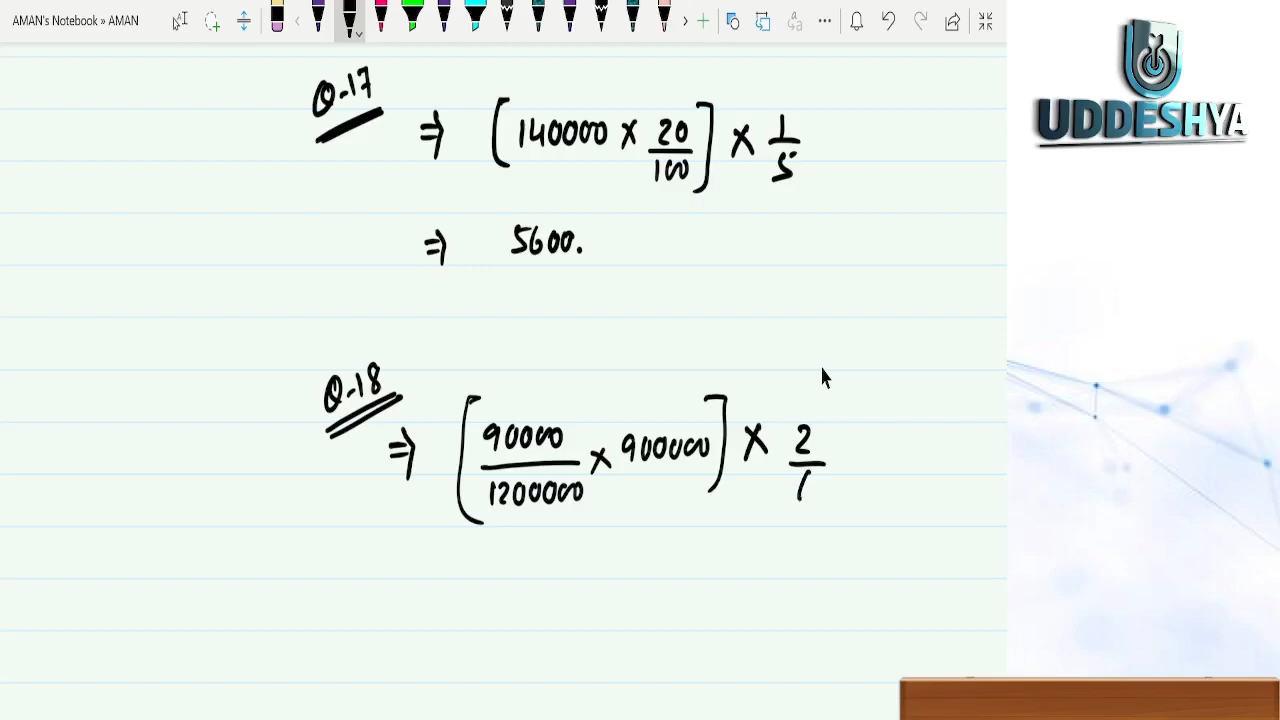 AMAN's Notebook » AMAN
UDDESHYA
Q-17
⇒ [140000 × 20/100] × 1/5
⇒ 5600.
Q-18
⇒ [90000/1200000 × 900000] × 2/1